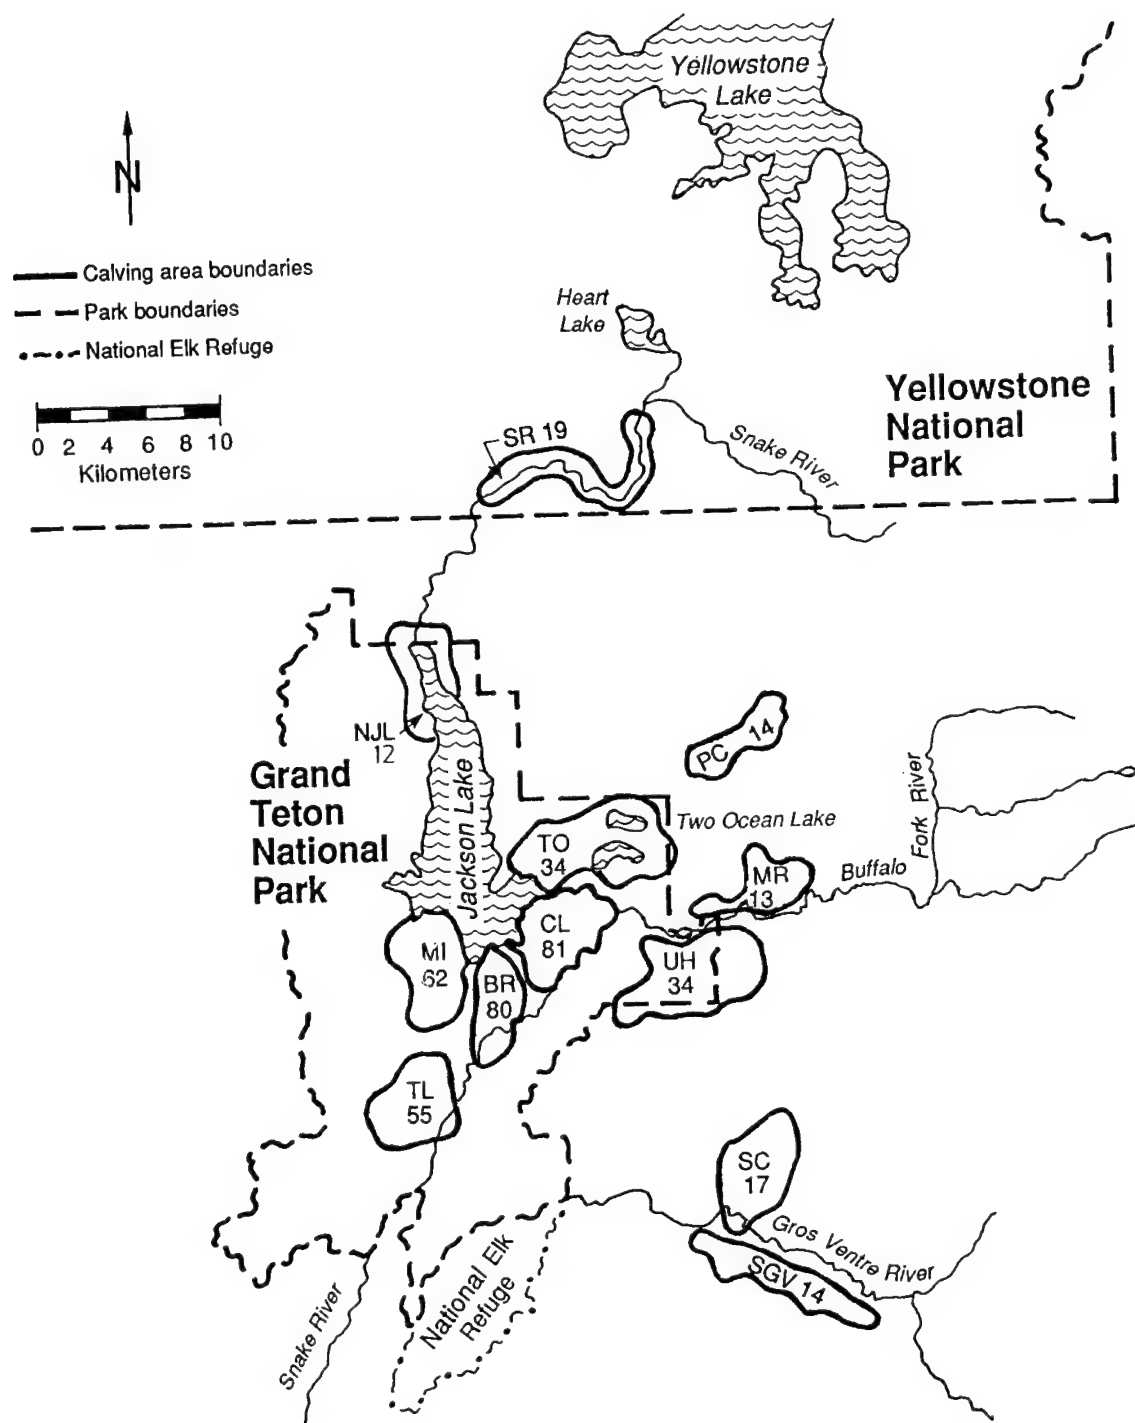 Yellowstone
Lake
N
Calving area boundaries
Park boundaries
National Elk Refuge
0 2 4 6 8 10
Kilometers
Heart
Lake
Yellowstone
National
Park
SR 19
Snake River
NJL
12
PC 14
Grand
Teton
National
Park
Jackson Lake
Two Ocean Lake
TO
34
Fork River
Buffalo
MR
13
CL
81
MI
62
BR
80
UH
34
TL
55
SC
17
Gros Ventre River
SGV 14
National Elk
Refuge
Snake River